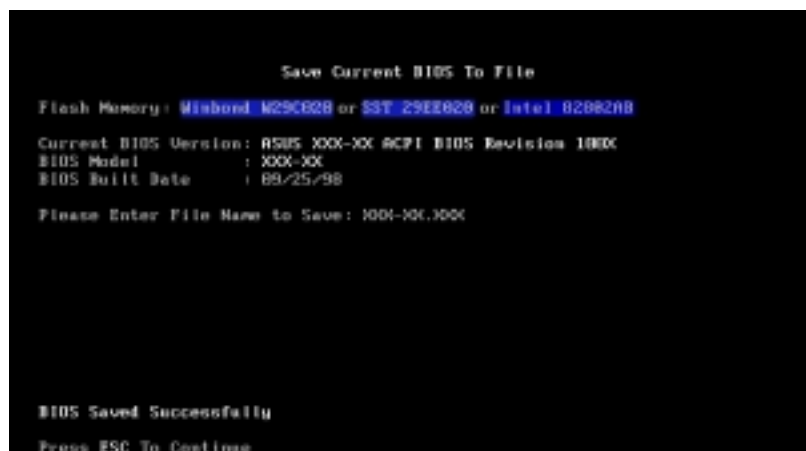 Save Current BIOS To File
Flash Memory: Winbond W29C020 or SST 29EE020 or Intel 82802AB
Current BIOS Version: ASUS XXX-XX ACPI BIOS Revision 100X
BIOS Model : XXX-XX
BIOS Built Date : 09/25/98
Please Enter File Name to Save: XXX-XX.XXX
BIOS Saved Successfully
Press ESC To Continue